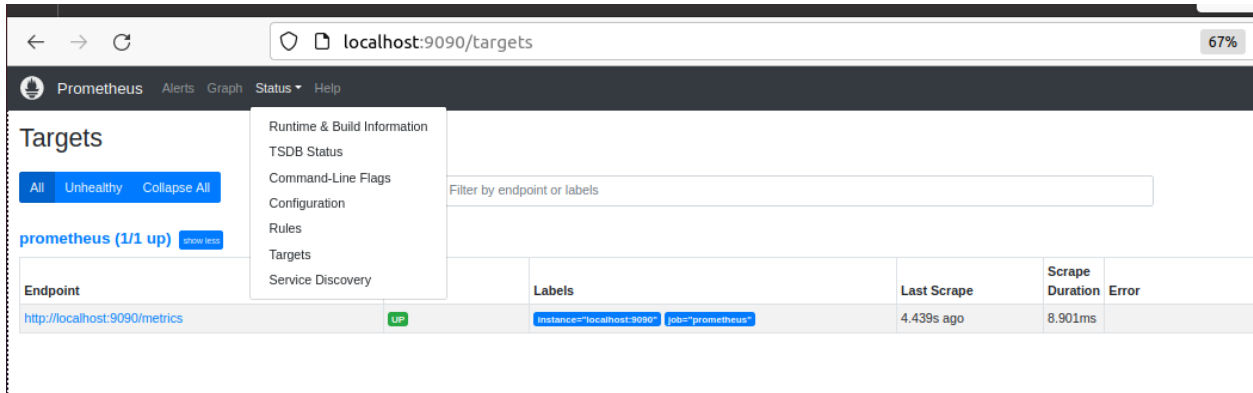 localhost:9090/targets
67%
Prometheus Alerts Graph Status Help
Runtime & Build Information
TSDB Status
Command-Line Flags
Configuration
Rules
Targets
Service Discovery
Targets
All Unhealthy Collapse All
Filter by endpoint or labels
prometheus (1/1 up) show less
Endpoint Labels Last Scrape Scrape Duration Error
http://localhost:9090/metrics UP instance="localhost:9090" job="prometheus" 4.439s ago 8.901ms